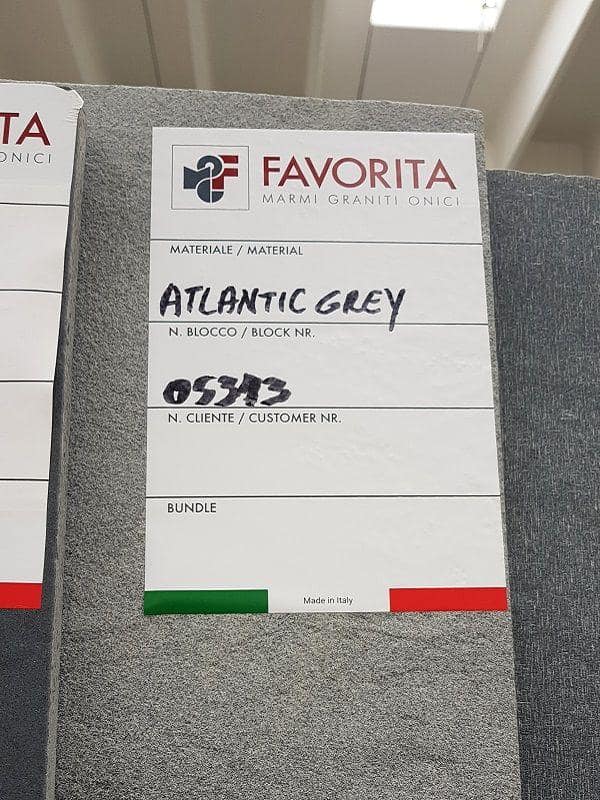 TA
ONICI
FAVORITA
MARMI GRANITI ONICI
MATERIALE / MATERIAL
ATLANTIC GREY
N. BLOCCO / BLOCK NR.
N. CLIENTE / CUSTOMER NR.
BUNDLE
Made in Italy